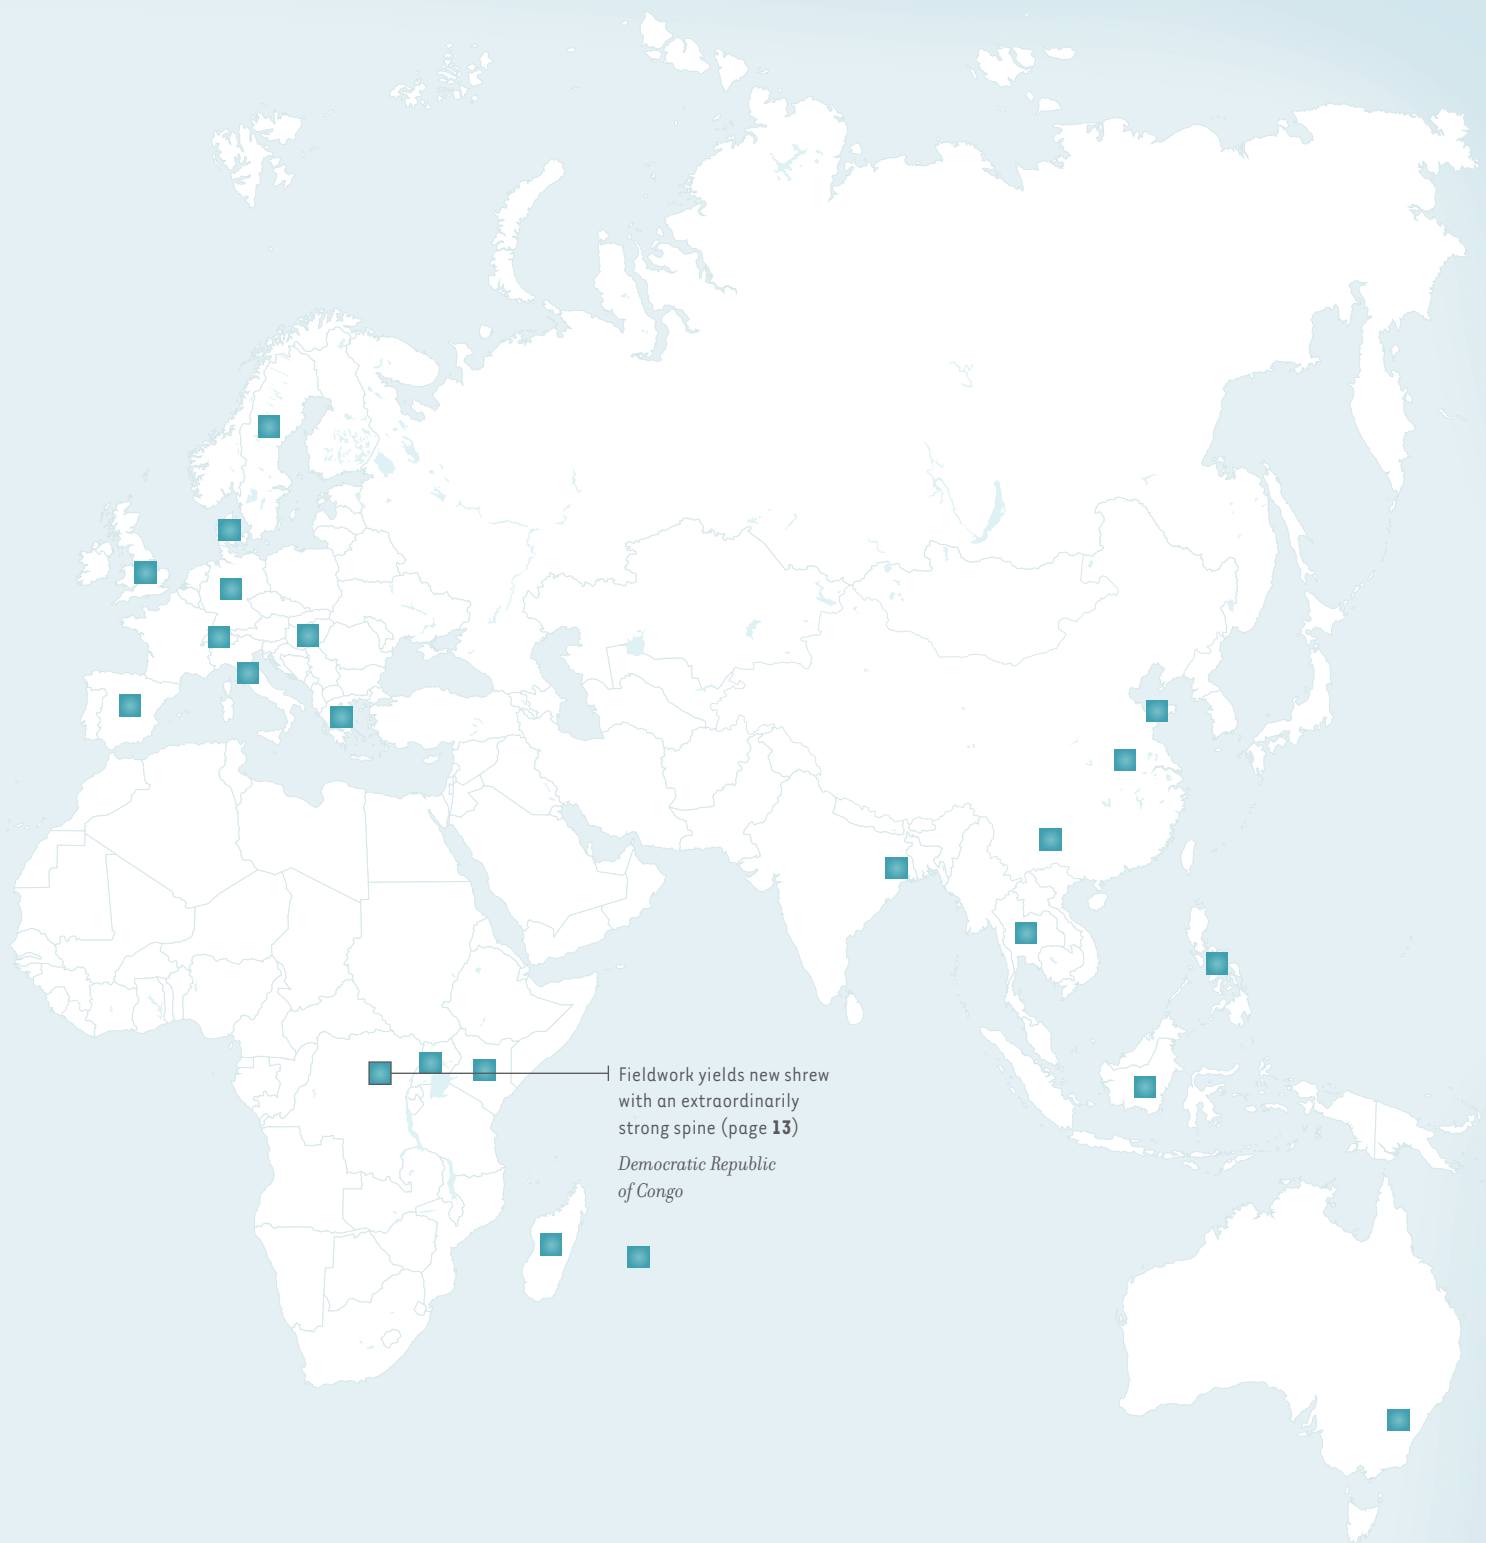 Fieldwork yields new shrew
with an extraordinarily
strong spine (page 13)
Democratic Republic
of Congo